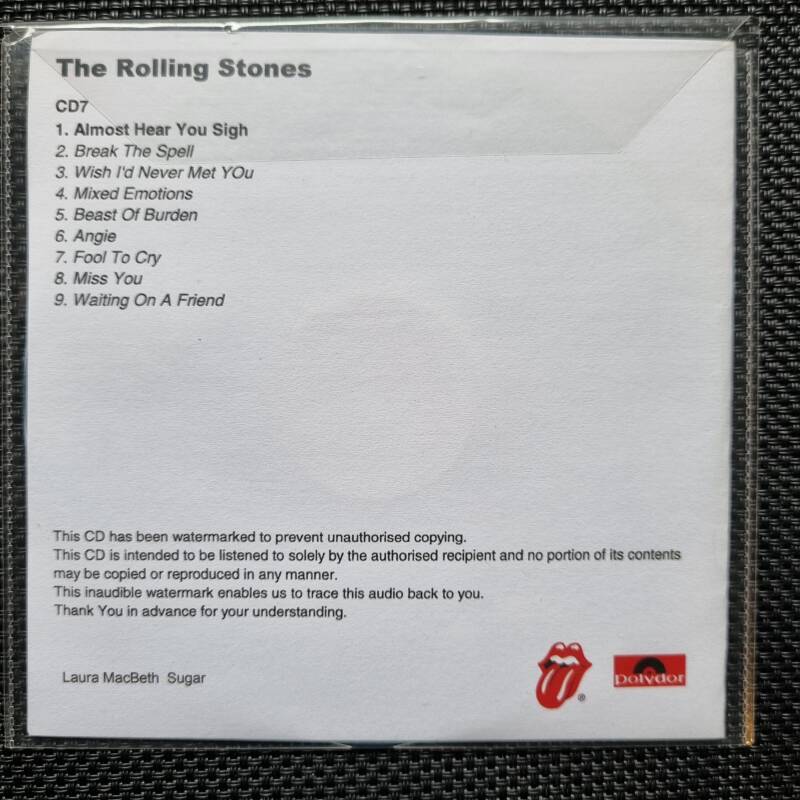 The Rolling Stones
CD7
1. Almost Hear You Sigh
2. Break The Spell
3. Wish I'd Never Met YOu
4. Mixed Emotions
5. Beast Of Burden
6. Angie
7. Fool To Cry
8. Miss You
9. Waiting On A Friend
This CD has been watermarked to prevent unauthorised copying.
This CD is intended to be listened to solely by the authorised recipient and no portion of its contents
may be copied or reproduced in any manner.
This inaudible watermark enables us to trace this audio back to you.
Thank You in advance for your understanding.
Laura MacBeth Sugar
®
polydor